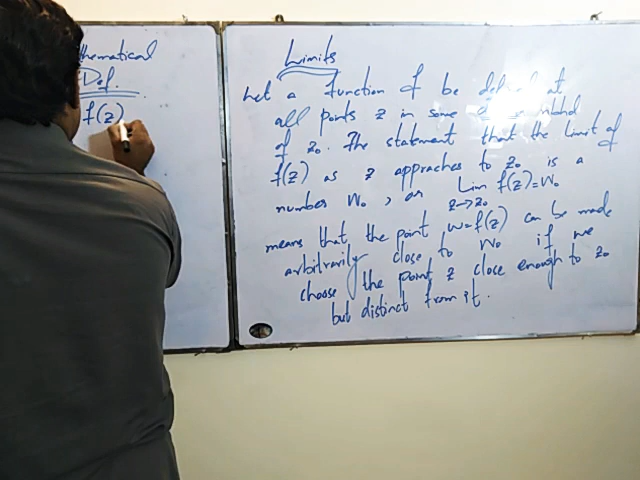 thematical
Def.
f(z)
Limits
Let a function f be defined at
all points z in some nbhd
of z₀. The statement that the limit of
f(z) as z approaches to z₀ is a
number W₀, or Lim f(z)=W₀
z→z₀
means that the point w=f(z) can be made
arbitrarily close to W₀ if we
choose the point z close enough to z₀
but distinct from it.